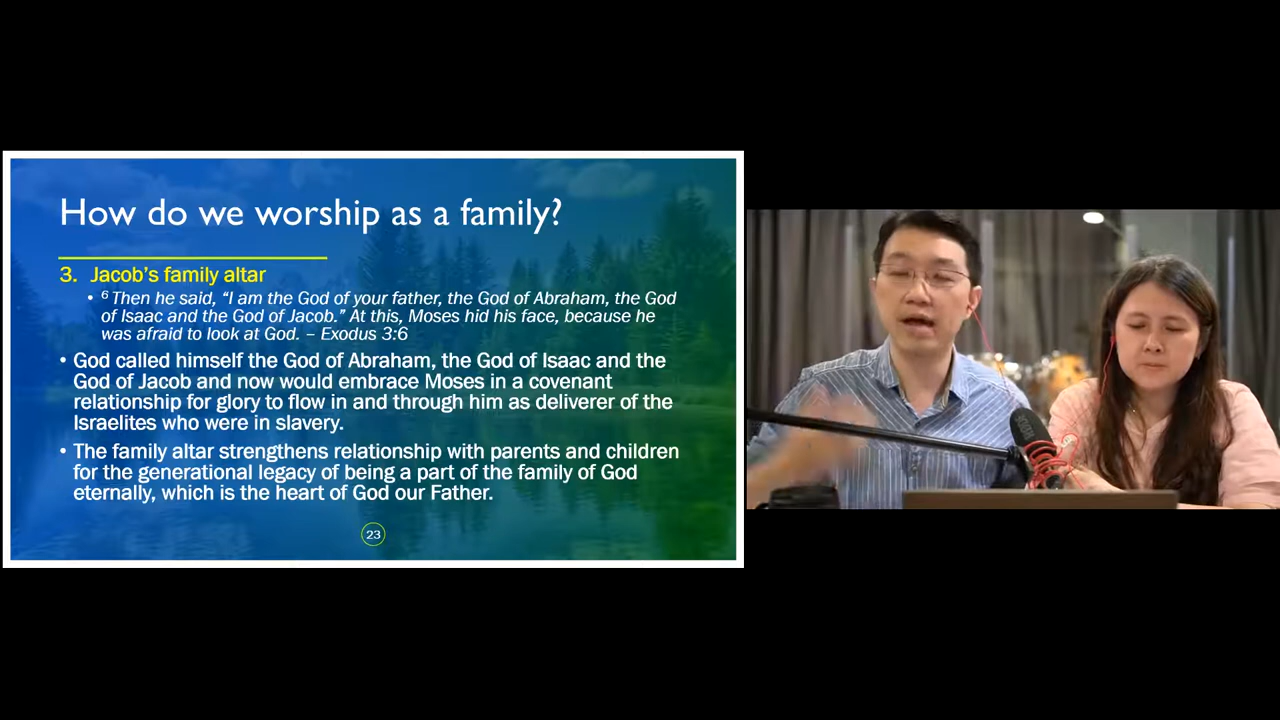 How do we worship as a family?
3. Jacob's family altar
• 6 Then he said, “I am the God of your father, the God of Abraham, the God
of Isaac and the God of Jacob.” At this, Moses hid his face, because he
was afraid to look at God. – Exodus 3:6
• God called himself the God of Abraham, the God of Isaac and the
God of Jacob and now would embrace Moses in a covenant
relationship for glory to flow in and through him as deliverer of the
Israelites who were in slavery.
• The family altar strengthens relationship with parents and children
for the generational legacy of being a part of the family of God
eternally, which is the heart of God our Father.
23